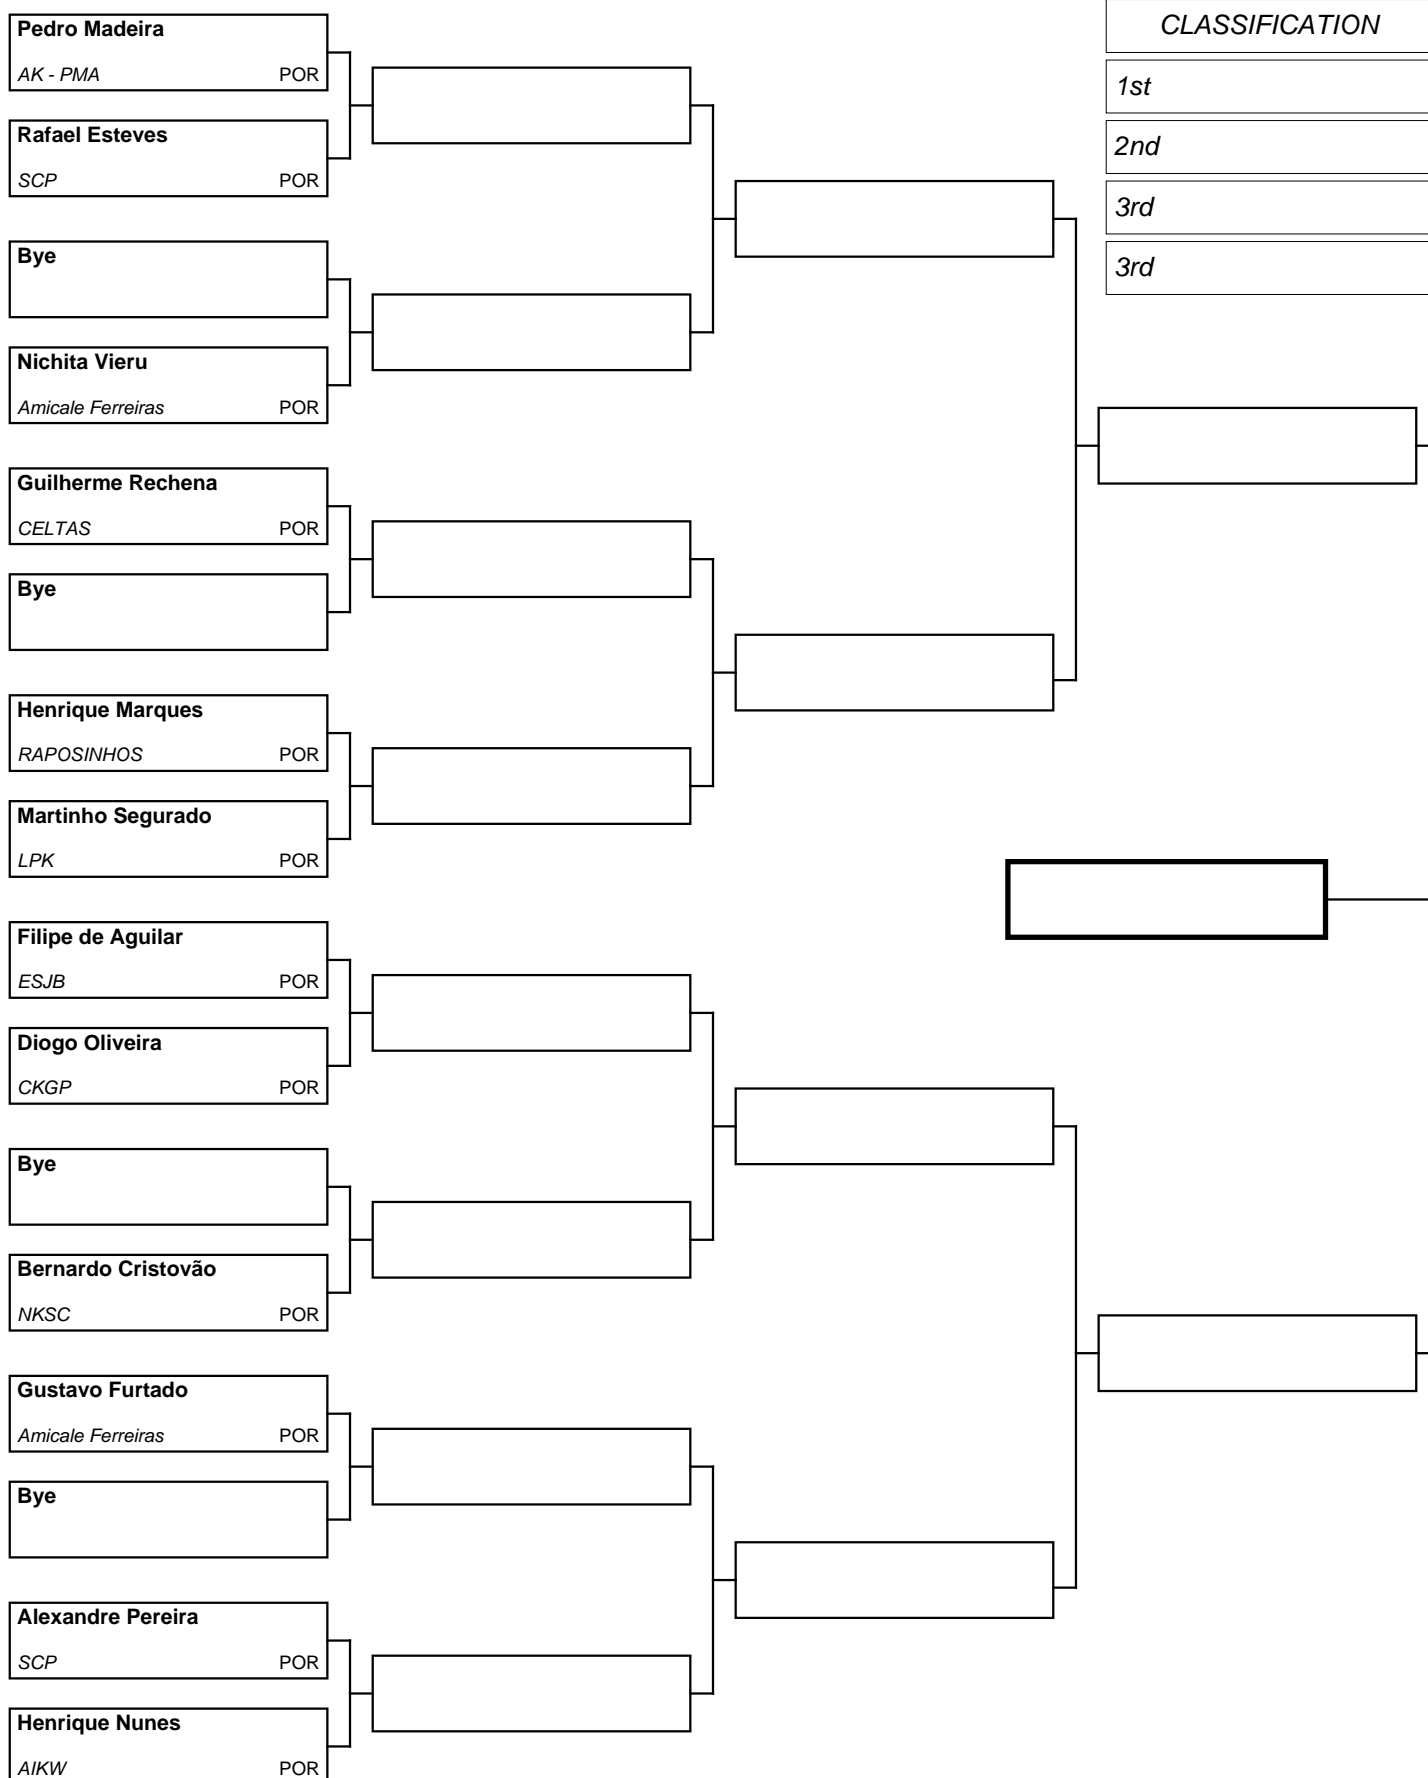 CLASSIFICATION
1st
2nd
3rd
3rd
Pedro Madeira
AK - PMA POR
Rafael Esteves
SCP POR
Bye
Nichita Vieru
Amicale Ferreiras POR
Guilherme Rechena
CELTAS POR
Bye
Henrique Marques
RAPOSINHOS POR
Martinho Segurado
LPK POR
Filipe de Aguilar
ESJB POR
Diogo Oliveira
CKGP POR
Bye
Bernardo Cristovão
NKSC POR
Gustavo Furtado
Amicale Ferreiras POR
Bye
Alexandre Pereira
SCP POR
Henrique Nunes
AIKW POR